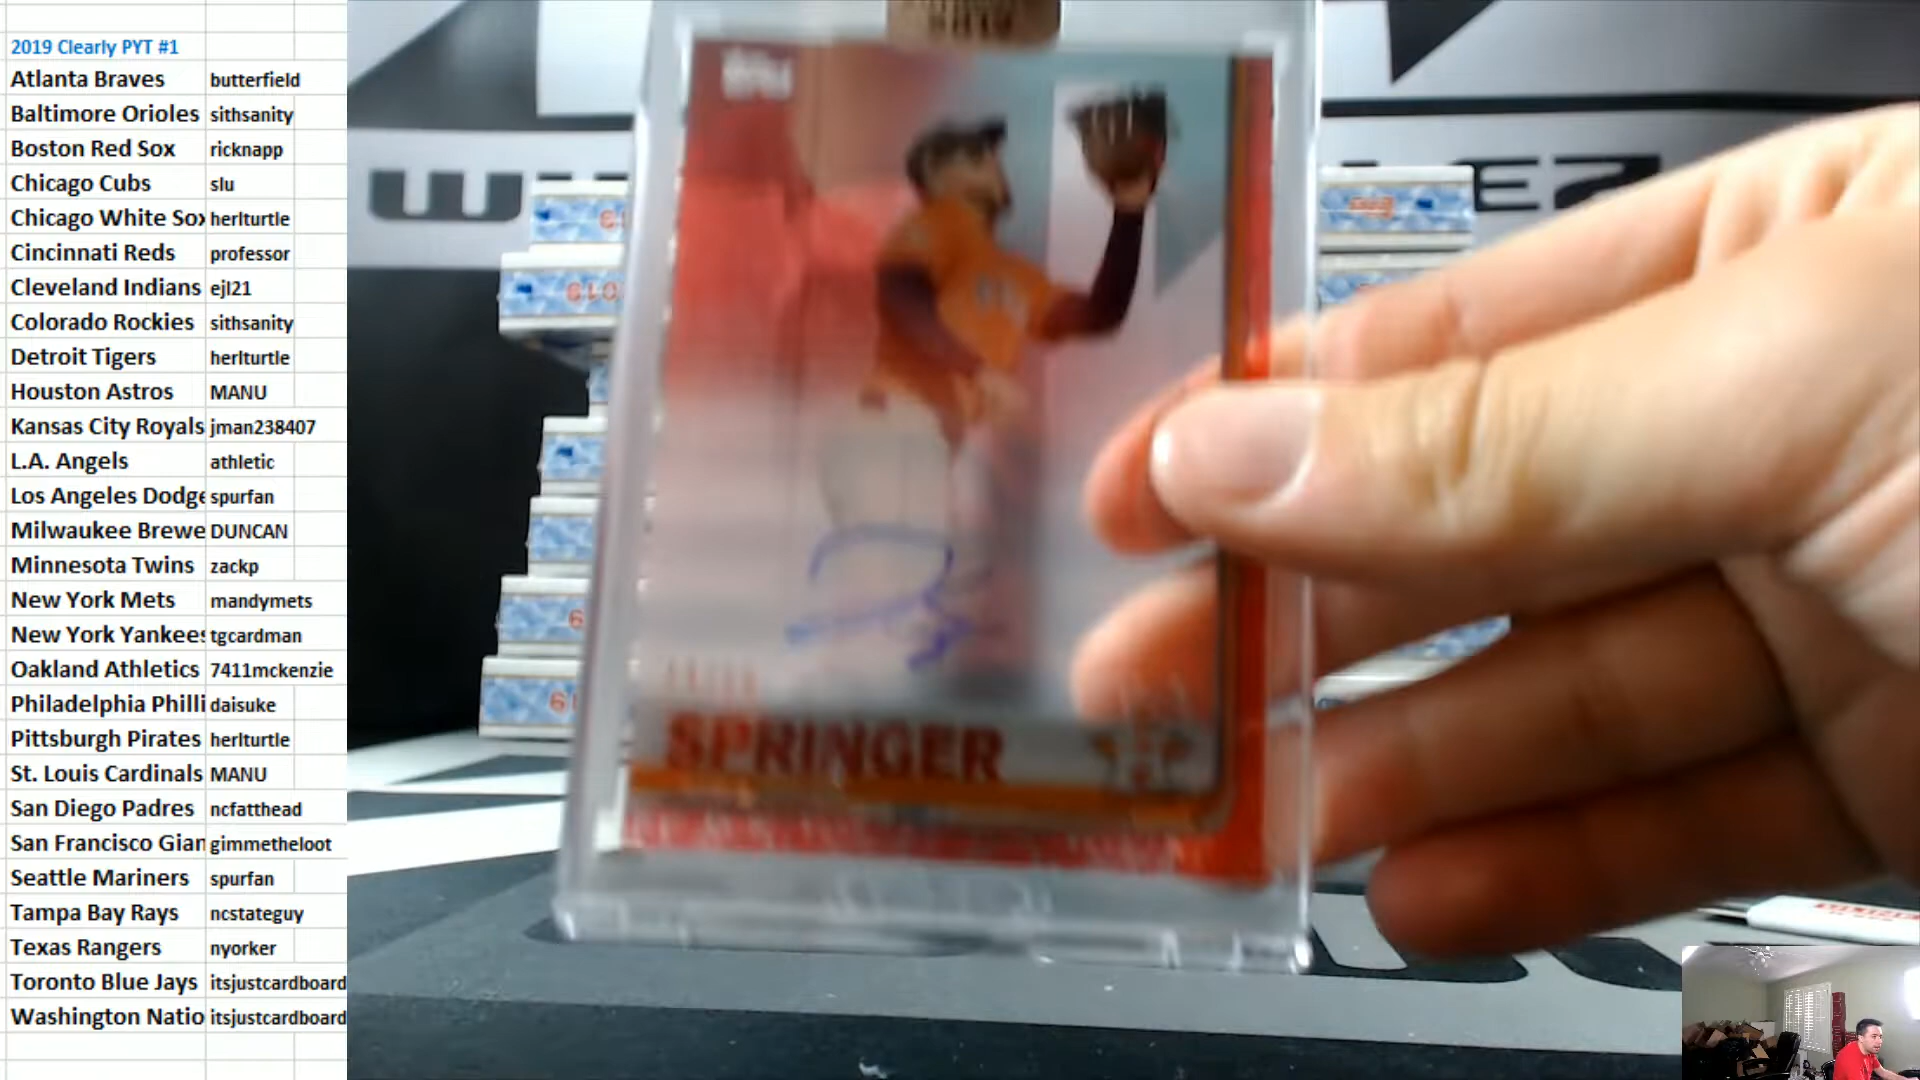 2019 Clearly PYT #1
Atlanta Braves butterfield
Baltimore Orioles sithsanity
Boston Red Sox ricknapp
Chicago Cubs slu
Chicago White Sox herlturtle
Cincinnati Reds professor
Cleveland Indians ejl21
Colorado Rockies sithsanity
Detroit Tigers herlturtle
Houston Astros MANU
Kansas City Royals jman238407
L.A. Angels athletic
Los Angeles Dodge spurfan
Milwaukee Brewe DUNCAN
Minnesota Twins zackp
New York Mets mandymets
New York Yankees tgcardman
Oakland Athletics 7411mckenzie
Philadelphia Philli daisuke
Pittsburgh Pirates herlturtle
St. Louis Cardinals MANU
San Diego Padres ncfatthead
San Francisco Gian gimmetheloot
Seattle Mariners spurfan
Tampa Bay Rays ncstateguy
Texas Rangers nyorker
Toronto Blue Jays itsjustcardboard
Washington Natio itsjustcardboard
SPRINGER